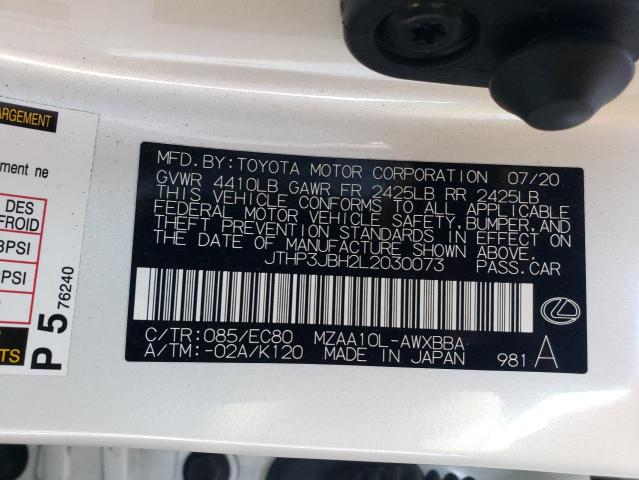 ARGEMENT
ement ne
DES
FROID
PSI
PSI
TS
P 5 76240
MFD. BY: TOYOTA MOTOR CORPORATION 07/20
GVWR 4410LB GAWR FR 2425LB RR 2425LB
THIS VEHICLE CONFORMS TO ALL APPLICABLE
FEDERAL MOTOR VEHICLE SAFETY, BUMPER, AND
THEFT PREVENTION STANDARDS IN EFFECT ON
THE DATE OF MANUFACTURE SHOWN ABOVE.
JTHP3JBH2L2030073 PASS.CAR
C/TR: 085/EC80 MZAA10L-AWXBBA
A/TM: -02A/K120 MADE IN JAPAN 981 A